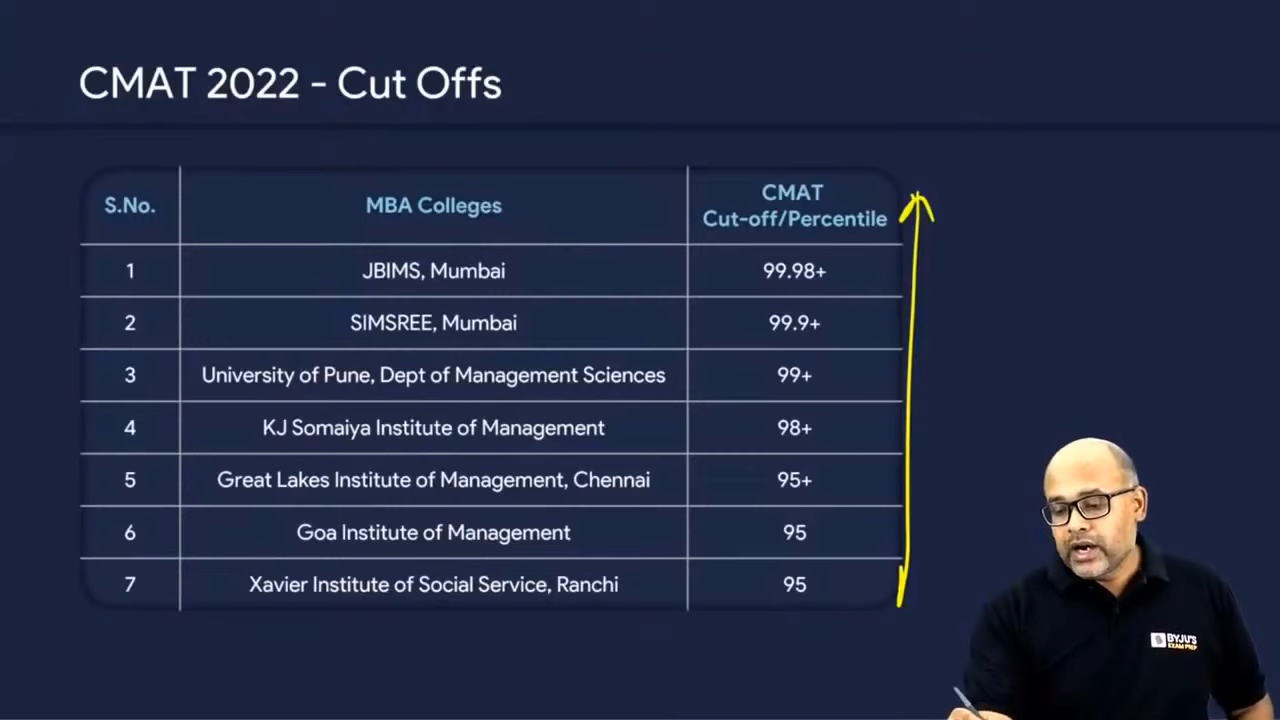 CMAT 2022 - Cut Offs
S.No. MBA Colleges CMAT Cut-off/Percentile
1 JBIMS, Mumbai 99.98+
2 SIMSREE, Mumbai 99.9+
3 University of Pune, Dept of Management Sciences 99+
4 KJ Somaiya Institute of Management 98+
5 Great Lakes Institute of Management, Chennai 95+
6 Goa Institute of Management 95
7 Xavier Institute of Social Service, Ranchi 95
BYJU'S
EXAM PREP